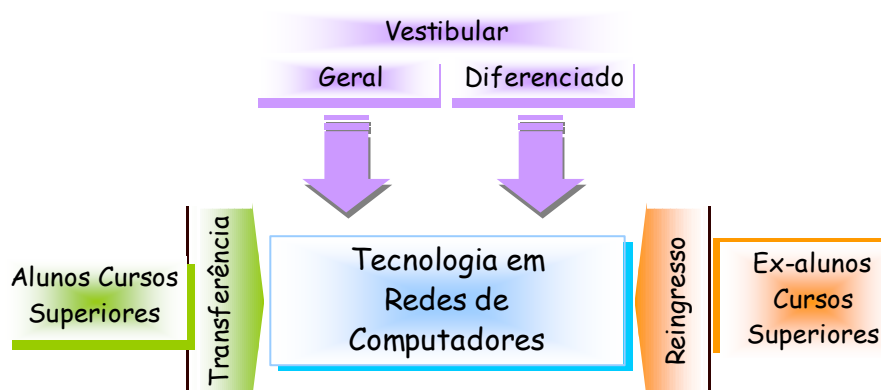 Vestibular
Geral
Diferenciado
Alunos Cursos
Superiores
Transferência
Tecnologia em
Redes de
Computadores
Reingresso
Ex-alunos
Cursos
Superiores